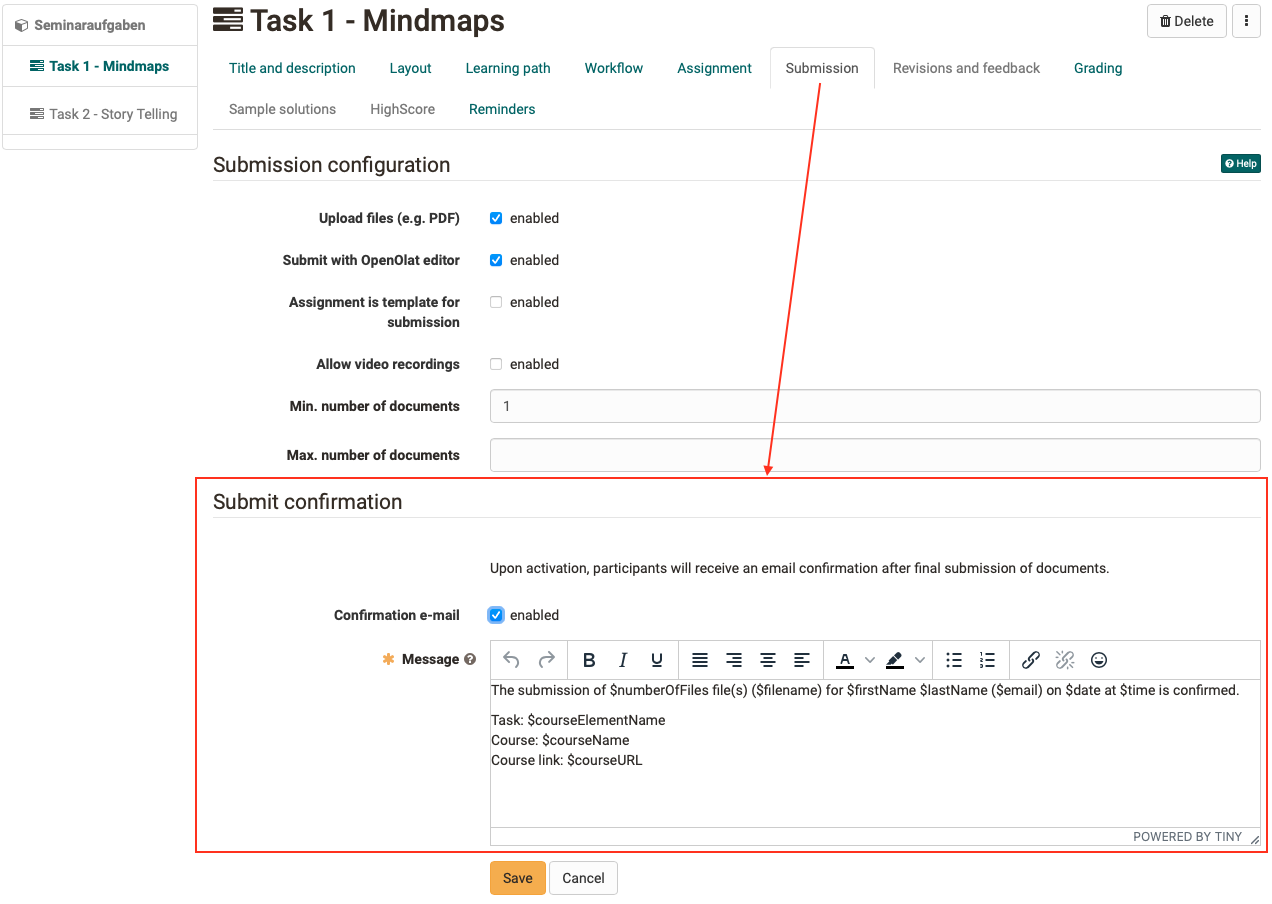 Seminaraufgaben
Task 1 - Mindmaps
Task 2 - Story Telling
Task 1 - Mindmaps
Delete
Title and description Layout Learning path Workflow Assignment Submission Revisions and feedback Grading
Sample solutions HighScore Reminders
Submission configuration
Help
Upload files (e.g. PDF) enabled
Submit with OpenOlat editor enabled
Assignment is template for enabled
submission
Allow video recordings enabled
Min. number of documents 1
Max. number of documents
Submit confirmation
Upon activation, participants will receive an email confirmation after final submission of documents.
Confirmation e-mail enabled
Message
B I U A
The submission of $numberOfFiles file(s) ($filename) for $firstName $lastName ($email) on $date at $time is confirmed.
Task: $courseElementName
Course: $courseName
Course link: $courseURL
POWERED BY TINY
Save Cancel